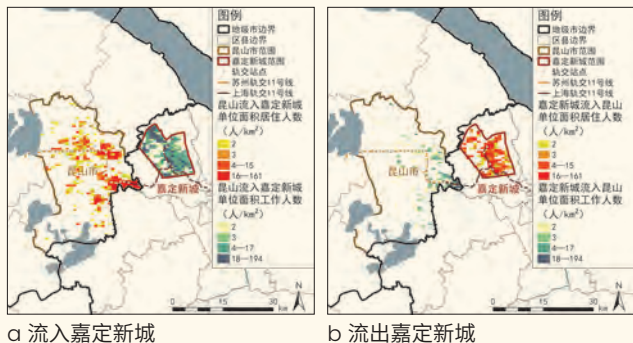 图例
地级市边界
区县边界
昆山市范围
嘉定新城范围
轨交站点
苏州轨交11号线
上海轨交11号线
昆山流入嘉定新城
单位面积居住人数
(人/km²)
2
3
4—15
16—161
昆山流入嘉定新城
单位面积工作人数
(人/km²)
2
3
4—17
18—194
昆山市
嘉定新城
N
0 15 30
km
a 流入嘉定新城
图例
地级市边界
区县边界
昆山市范围
嘉定新城范围
轨交站点
苏州轨交11号线
上海轨交11号线
嘉定新城流入昆山
单位面积居住人数
(人/km²)
2
3
4—15
16—161
嘉定新城流入昆山
单位面积工作人数
(人/km²)
2
3
4—17
18—194
昆山市
嘉定新城
N
0 15 30
km
b 流出嘉定新城